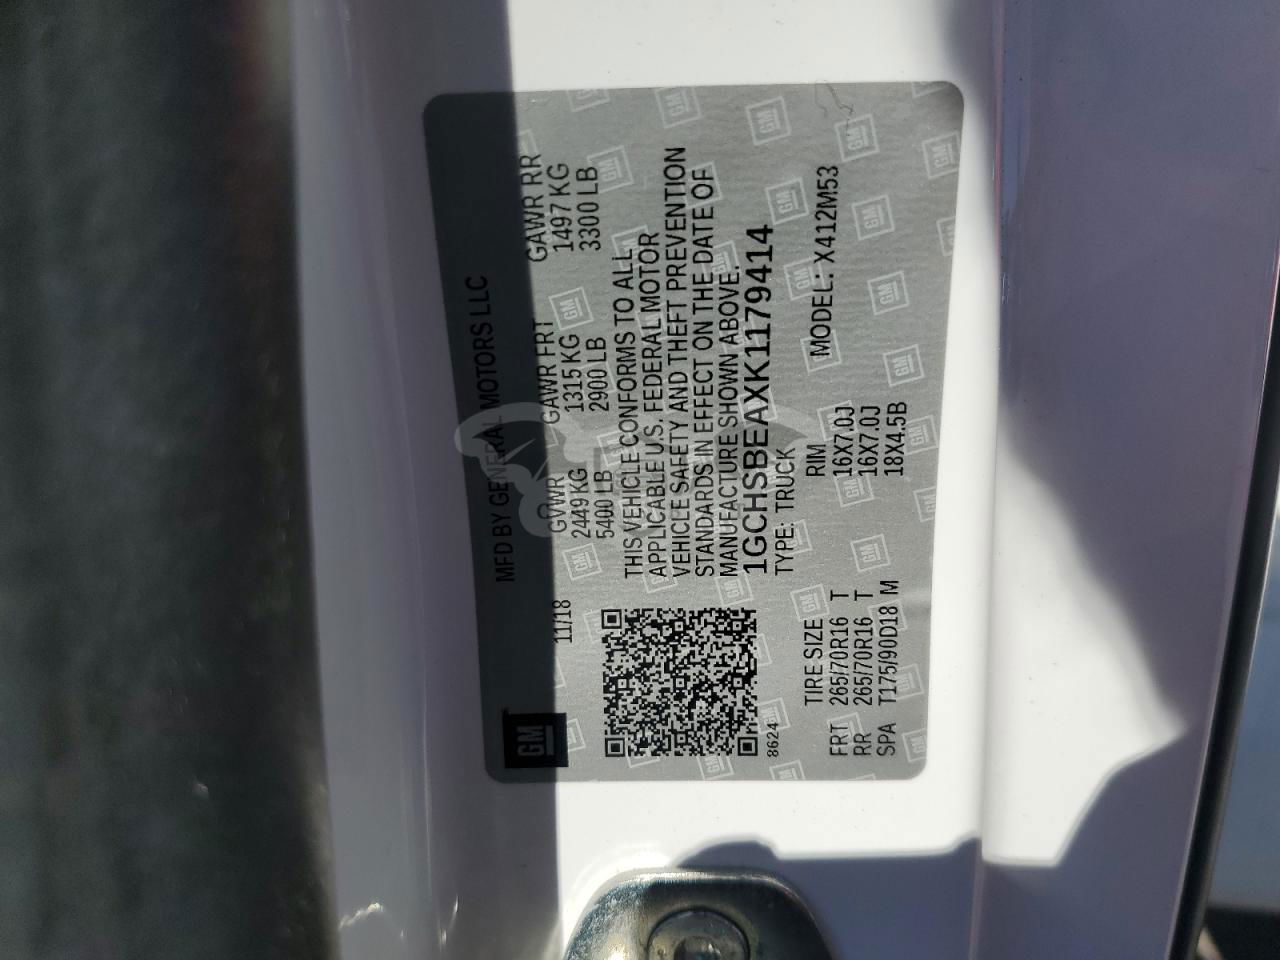 GM
MFD BY GENERAL MOTORS LLC
11/18 GVWR GAWR FRT GAWR RR
2449 KG 1315 KG 1497 KG
5400 LB 2900 LB 3300 LB
THIS VEHICLE CONFORMS TO ALL
APPLICABLE U.S. FEDERAL MOTOR
VEHICLE SAFETY AND THEFT PREVENTION
STANDARDS IN EFFECT ON THE DATE OF
MANUFACTURE SHOWN ABOVE.
1GCHSBEAXK1179414
8624 TYPE: TRUCK
TIRE SIZE RIM MODEL: X412M53
FRT 265/70R16 T 16X7.0J
RR 265/70R16 T 16X7.0J
SPA T175/90D18 M 18X4.5B